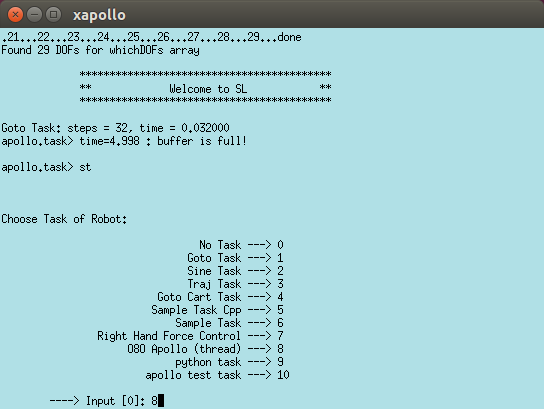 xapollo
.21...22...23...24...25...26...27...28...29...done
Found 29 DOFs for whichDOFs array
******************************************
** Welcome to SL **
******************************************
Goto Task: steps = 32, time = 0.032000
apollo.task> time=4.998 : buffer is full!
apollo.task> st
Choose Task of Robot:
No Task ---> 0
Goto Task ---> 1
Sine Task ---> 2
Traj Task ---> 3
Goto Cart Task ---> 4
Sample Task Cpp ---> 5
Sample Task ---> 6
Right Hand Force Control ---> 7
O8O Apollo (thread) ---> 8
python task ---> 9
apollo test task ---> 10
----> Input [0]: 8